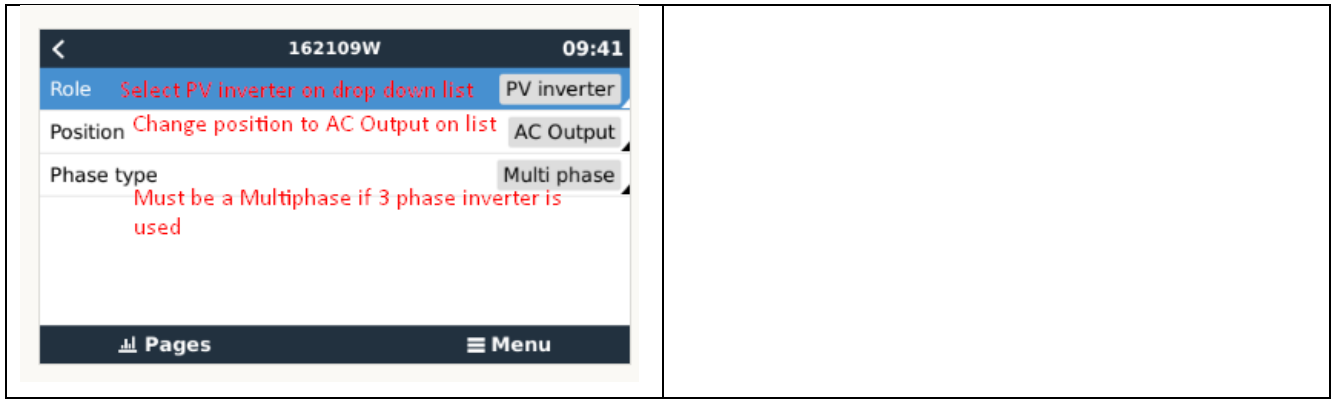 162109W 09:41
Role Select PV inverter on drop down list PV inverter
Position Change position to AC Output on list AC Output
Phase type Multi phase
Must be a Multiphase if 3 phase inverter is
used
Pages Menu